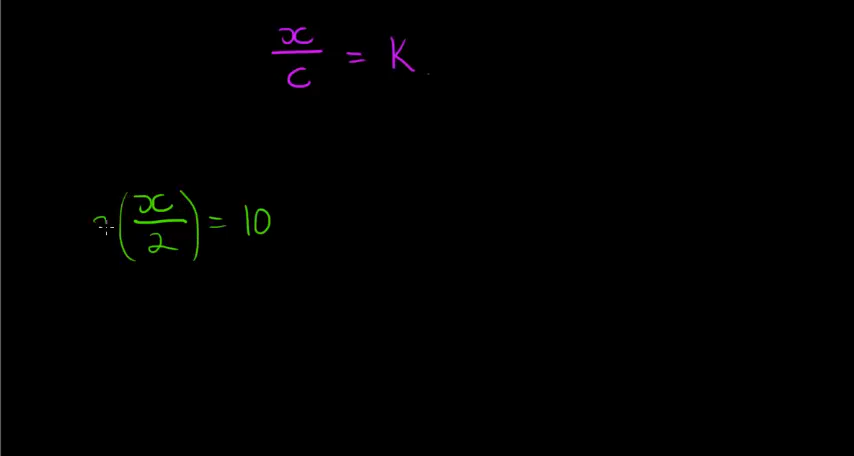 x/c = K
(x/2) = 10